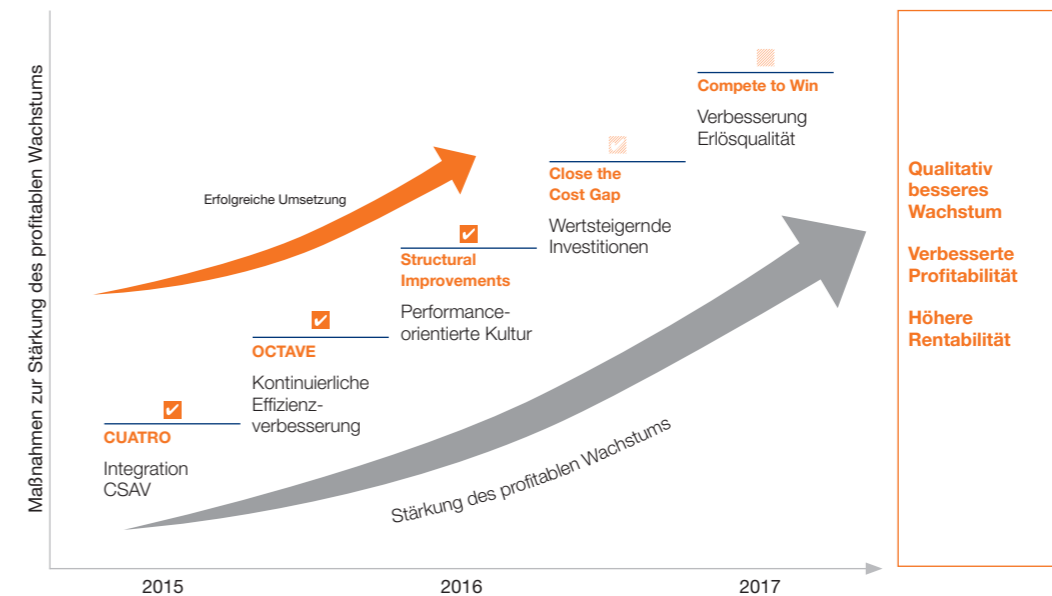 Maßnahmen zur Stärkung des profitablen Wachstums
Erfolgreiche Umsetzung
CUATRO
Integration
CSAV
OCTAVE
Kontinuierliche
Effizienz-
verbesserung
Structural
Improvements
Performance-
orientierte Kultur
Close the
Cost Gap
Wertsteigernde
Investitionen
Compete to Win
Verbesserung
Erlösqualität
Stärkung des profitablen Wachstums
2015
2016
2017
Qualitativ
besseres
Wachstum
Verbesserte
Profitabilität
Höhere
Rentabilität